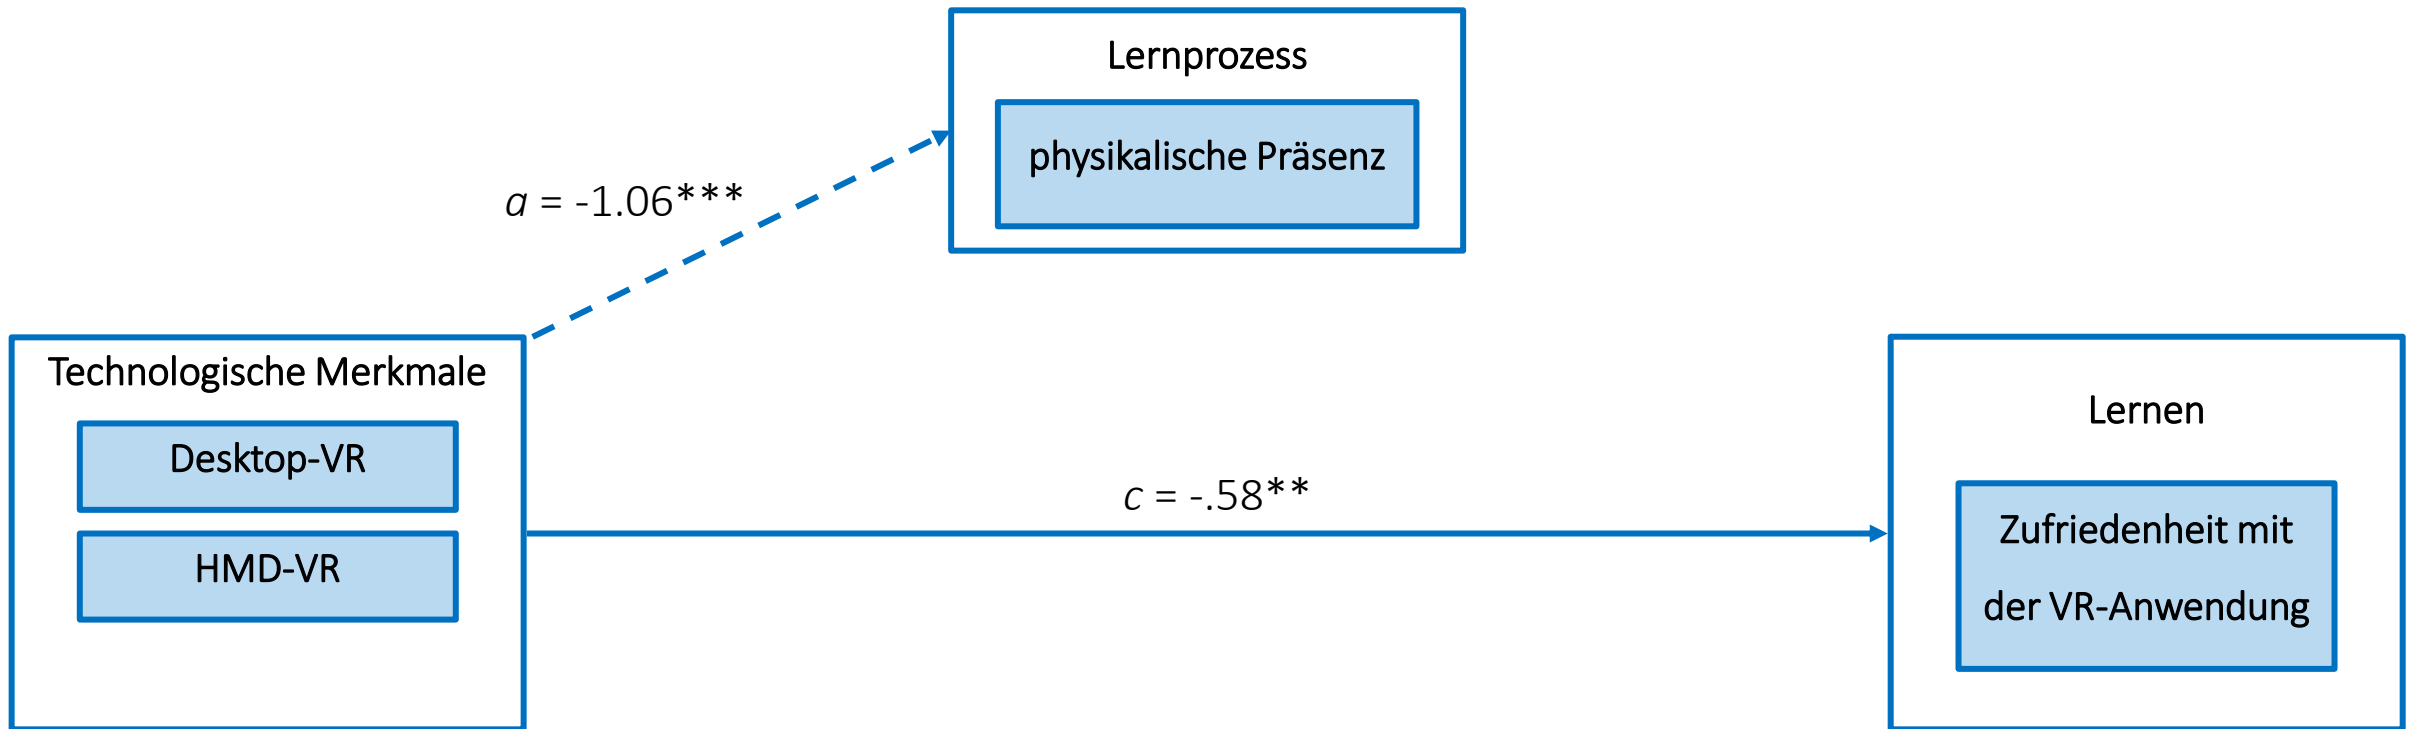 Lernprozess
physikalische Präsenz
a = -1.06***
Technologische Merkmale
Desktop-VR
HMD-VR
c = -.58**
Lernen
Zufriedenheit mit
der VR-Anwendung